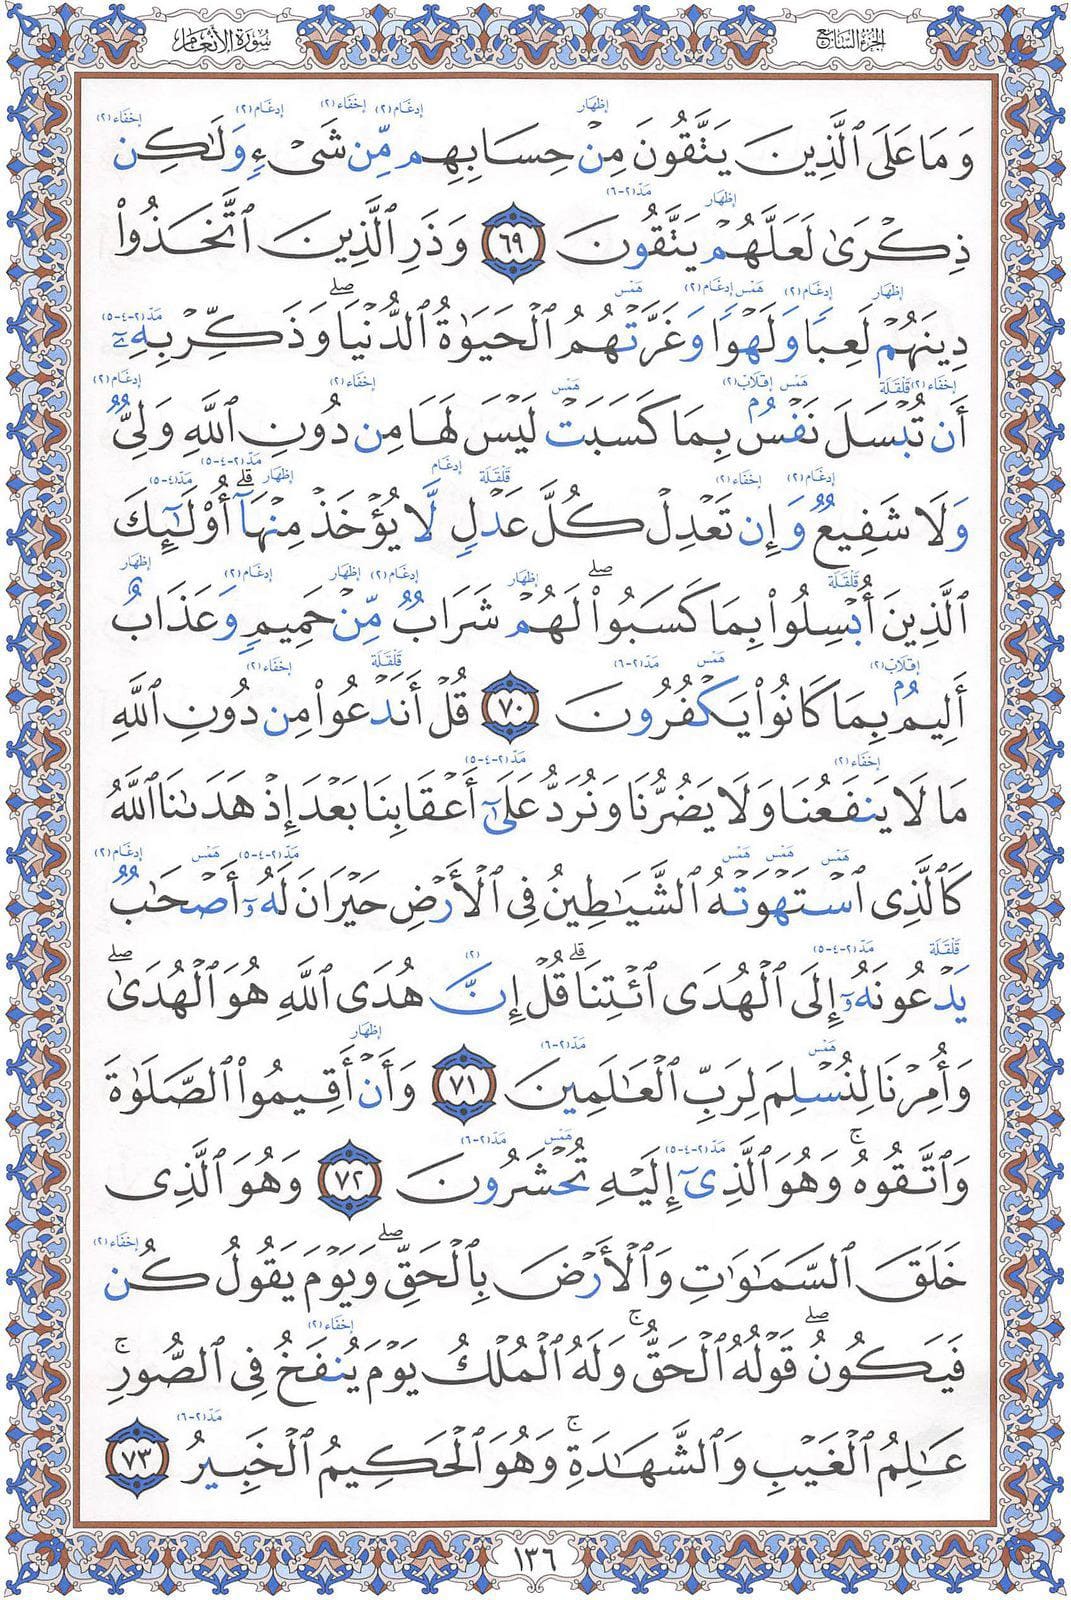 الجزء السابع
سورة الأنعام
وَمَا عَلَى ٱلَّذِينَ يَتَّقُونَ مِنْ حِسَابِهِم مِّن شَىْءٍ وَلَٰكِن
ذِكْرَىٰ لَعَلَّهُمْ يَتَّقُونَ ٦٩ وَذَرِ ٱلَّذِينَ ٱتَّخَذُوا۟
دِينَهُمْ لَعِبًا وَلَهْوًا وَغَرَّتْهُمُ ٱلْحَيَوٰةُ ٱلدُّنْيَا ۖ وَذَكِّرْ بِهِۦٓ
أَن تُبْسَلَ نَفْسٌۢ بِمَا كَسَبَتْ لَيْسَ لَهَا مِن دُونِ ٱللَّهِ وَلِىٌّ
وَلَا شَفِيعٌ وَإِن تَعْدِلْ كُلَّ عَدْلٍ لَّا يُؤْخَذْ مِنْهَآ ۗ أُو۟لَٰٓئِكَ
ٱلَّذِينَ أُبْسِلُوا۟ بِمَا كَسَبُوا۟ ۖ لَهُمْ شَرَابٌ مِّنْ حَمِيمٍ وَعَذَابٌ
أَلِيمٌۢ بِمَا كَانُوا۟ يَكْفُرُونَ ٧٠ قُلْ أَنَدْعُوا۟ مِن دُونِ ٱللَّهِ
مَا لَا يَنفَعُنَا وَلَا يَضُرُّنَا وَنُرَدُّ عَلَىٰٓ أَعْقَابِنَا بَعْدَ إِذْ هَدَىٰنَا ٱللَّهُ
كَٱلَّذِى ٱسْتَهْوَتْهُ ٱلشَّيَٰطِينُ فِى ٱلْأَرْضِ حَيْرَانَ لَهُۥٓ أَصْحَٰبٌ
يَدْعُونَهُۥٓ إِلَى ٱلْهُدَى ٱئْتِنَا ۗ قُلْ إِنَّ هُدَى ٱللَّهِ هُوَ ٱلْهُدَىٰ ۖ
وَأُمِرْنَا لِنُسْلِمَ لِرَبِّ ٱلْعَٰلَمِينَ ٧١ وَأَنْ أَقِيمُوا۟ ٱلصَّلَوٰةَ
وَٱتَّقُوهُ ۚ وَهُوَ ٱلَّذِىٓ إِلَيْهِ تُحْشَرُونَ ٧٢ وَهُوَ ٱلَّذِى
خَلَقَ ٱلسَّمَٰوَٰتِ وَٱلْأَرْضَ بِٱلْحَقِّ ۖ وَيَوْمَ يَقُولُ كُن
فَيَكُونُ ۖ قَوْلُهُ ٱلْحَقُّ ۚ وَلَهُ ٱلْمُلْكُ يَوْمَ يُنفَخُ فِى ٱلصُّورِ ۚ
عَٰلِمُ ٱلْغَيْبِ وَٱلشَّهَٰدَةِ ۚ وَهُوَ ٱلْحَكِيمُ ٱلْخَبِيرُ ٧٣
١٣٦